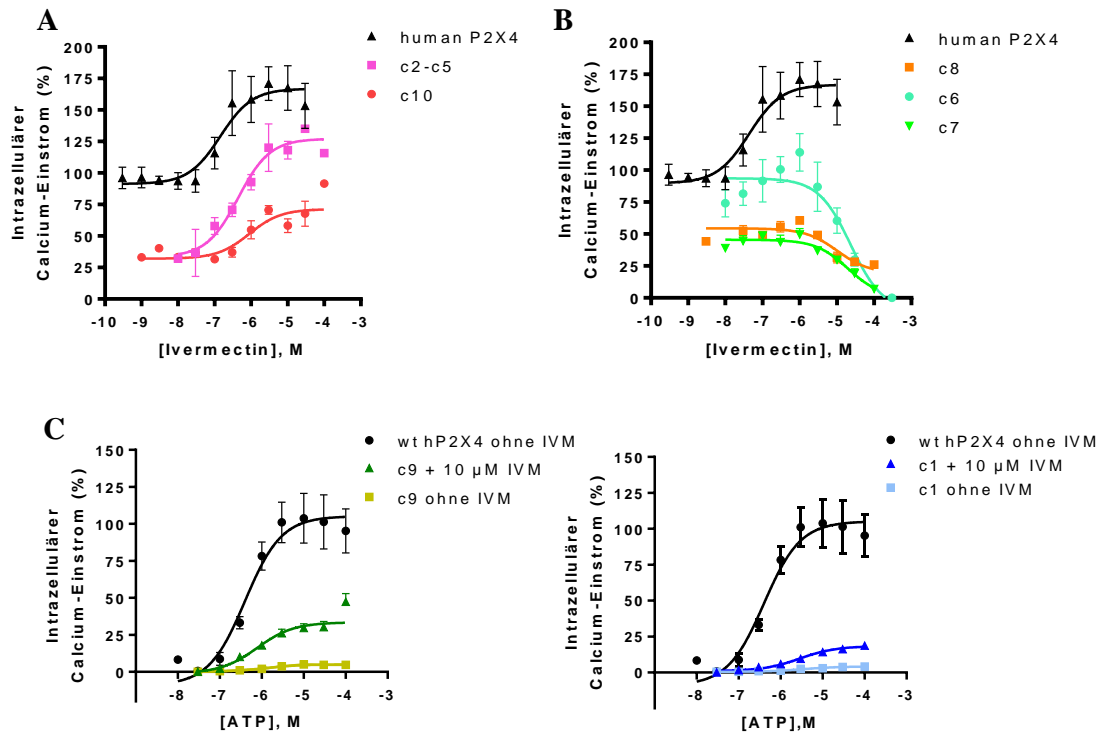 A
human P2X4
c2-c5
c10
Intrazellulärer
Calcium-Einstrom (%)
200
175
150
125
100
75
50
25
0
-10 -9 -8 -7 -6 -5 -4 -3
[Ivermectin], M
B
human P2X4
c8
c6
c7
Intrazellulärer
Calcium-Einstrom (%)
200
175
150
125
100
75
50
25
0
-10 -9 -8 -7 -6 -5 -4 -3
[Ivermectin], M
C
wt hP2X4 ohne IVM
c9 + 10 µM IVM
c9 ohne IVM
Intrazellulärer
Calcium-Einstrom (%)
150
125
100
75
50
25
0
-8 -7 -6 -5 -4 -3
[ATP], M
wt hP2X4 ohne IVM
c1 + 10 µM IVM
c1 ohne IVM
Intrazellulärer
Calcium-Einstrom (%)
150
125
100
75
50
25
0
-8 -7 -6 -5 -4 -3
[ATP],M